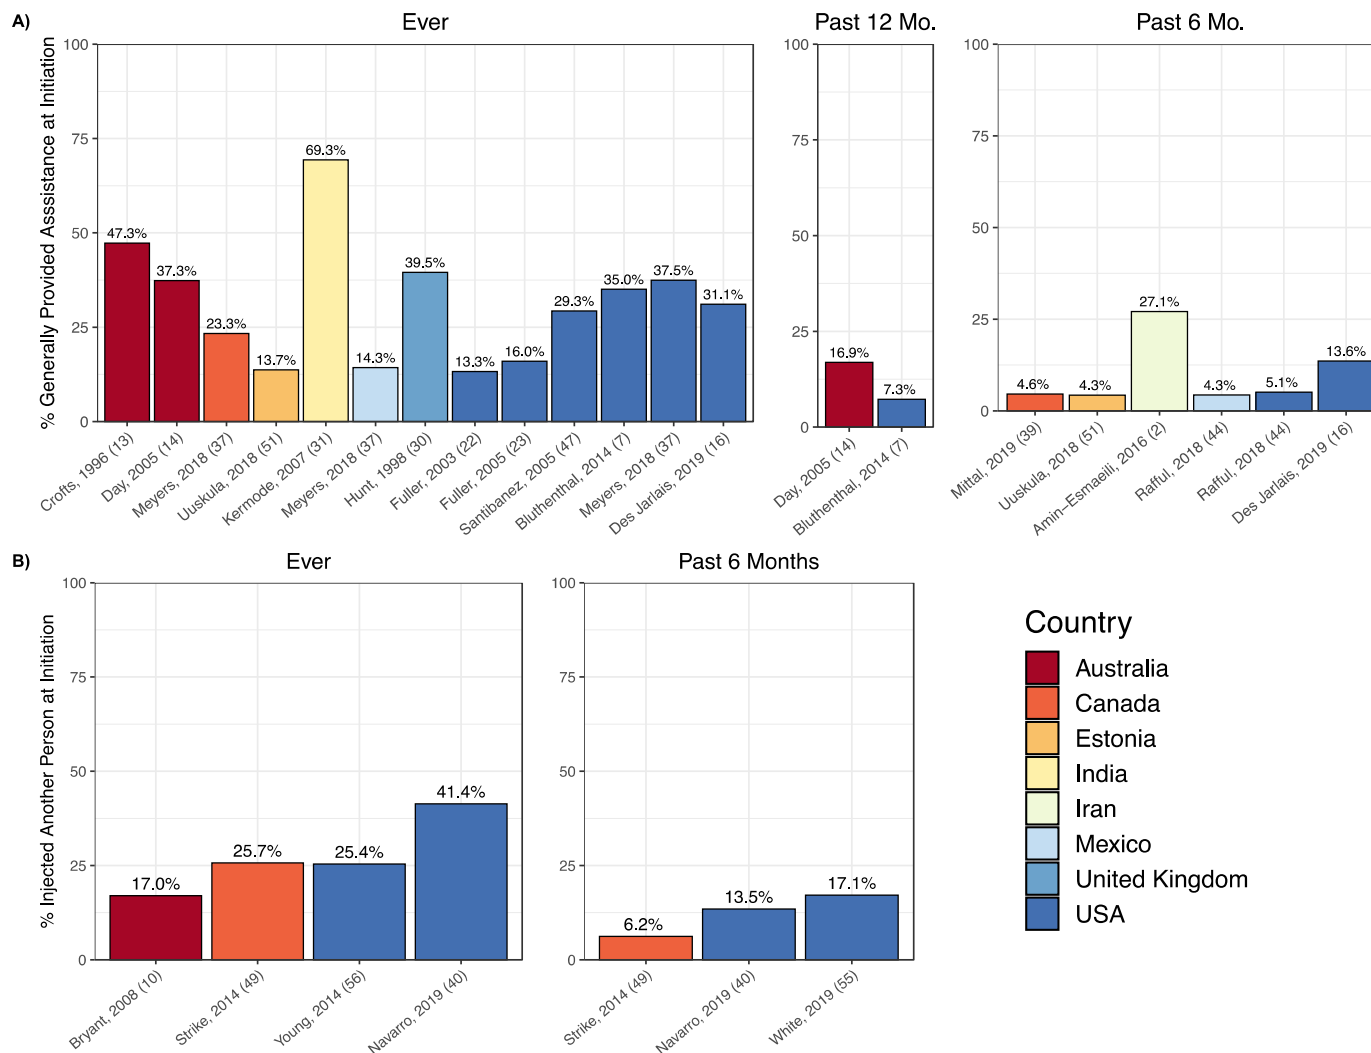 A)
Ever
Past 12 Mo.
Past 6 Mo.
% Generally Provided Asssistance at Initiation
100
75
50
25
0
47.3%
37.3%
23.3%
13.7%
69.3%
14.3%
39.5%
13.3%
16.0%
29.3%
35.0%
37.5%
31.1%
Crofts, 1996 (13)
Day, 2005 (14)
Meyers, 2018 (37)
Uuskula, 2018 (51)
Kermode, 2007 (31)
Meyers, 2018 (37)
Hunt, 1998 (30)
Fuller, 2003 (22)
Fuller, 2005 (23)
Santibanez, 2005 (47)
Bluthenthal, 2014 (7)
Meyers, 2018 (37)
Des Jarlais, 2019 (16)
100
75
50
25
0
16.9%
7.3%
Day, 2005 (14)
Bluthenthal, 2014 (7)
100
75
50
25
0
4.6%
4.3%
27.1%
4.3%
5.1%
13.6%
Mittal, 2019 (39)
Uuskula, 2018 (51)
Amin−Esmaeili, 2016 (2)
Rafful, 2018 (44)
Rafful, 2018 (44)
Des Jarlais, 2019 (16)
B)
Ever
Past 6 Months
% Injected Another Person at Initiation
100
75
50
25
0
17.0%
25.7%
25.4%
41.4%
Bryant, 2008 (10)
Strike, 2014 (49)
Young, 2014 (56)
Navarro, 2019 (40)
100
75
50
25
0
6.2%
13.5%
17.1%
Strike, 2014 (49)
Navarro, 2019 (40)
White, 2019 (55)
Country
Australia
Canada
Estonia
India
Iran
Mexico
United Kingdom
USA